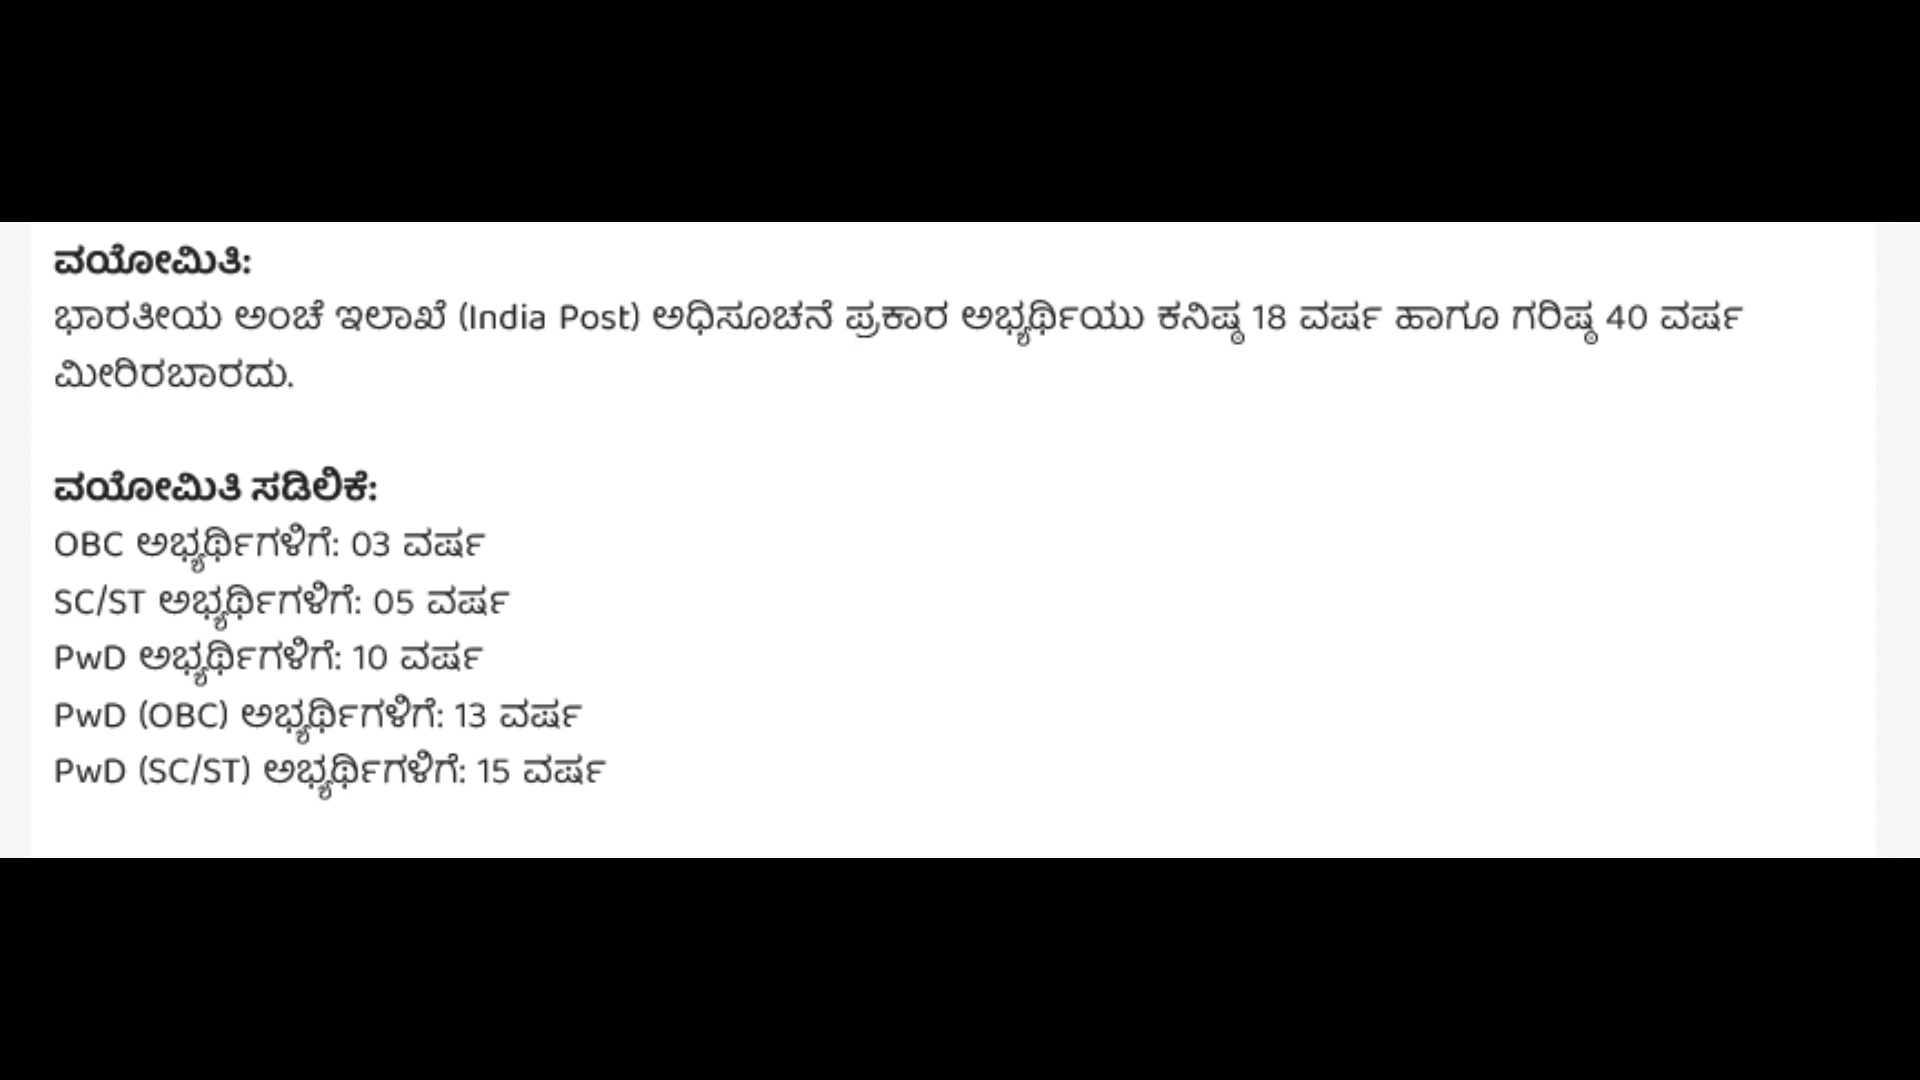 ವಯೋಮಿತಿ:
ಭಾರತೀಯ ಅಂಚೆ ಇಲಾಖೆ (India Post) ಅಧಿಸೂಚನೆ ಪ್ರಕಾರ ಅಭ್ಯರ್ಥಿಯು ಕನಿಷ್ಠ 18 ವರ್ಷ ಹಾಗೂ ಗರಿಷ್ಠ 40 ವರ್ಷ
ಮೀರಿರಬಾರದು.
ವಯೋಮಿತಿ ಸಡಿಲಿಕೆ:
OBC ಅಭ್ಯರ್ಥಿಗಳಿಗೆ: 03 ವರ್ಷ
SC/ST ಅಭ್ಯರ್ಥಿಗಳಿಗೆ: 05 ವರ್ಷ
PwD ಅಭ್ಯರ್ಥಿಗಳಿಗೆ: 10 ವರ್ಷ
PwD (OBC) ಅಭ್ಯರ್ಥಿಗಳಿಗೆ: 13 ವರ್ಷ
PwD (SC/ST) ಅಭ್ಯರ್ಥಿಗಳಿಗೆ: 15 ವರ್ಷ